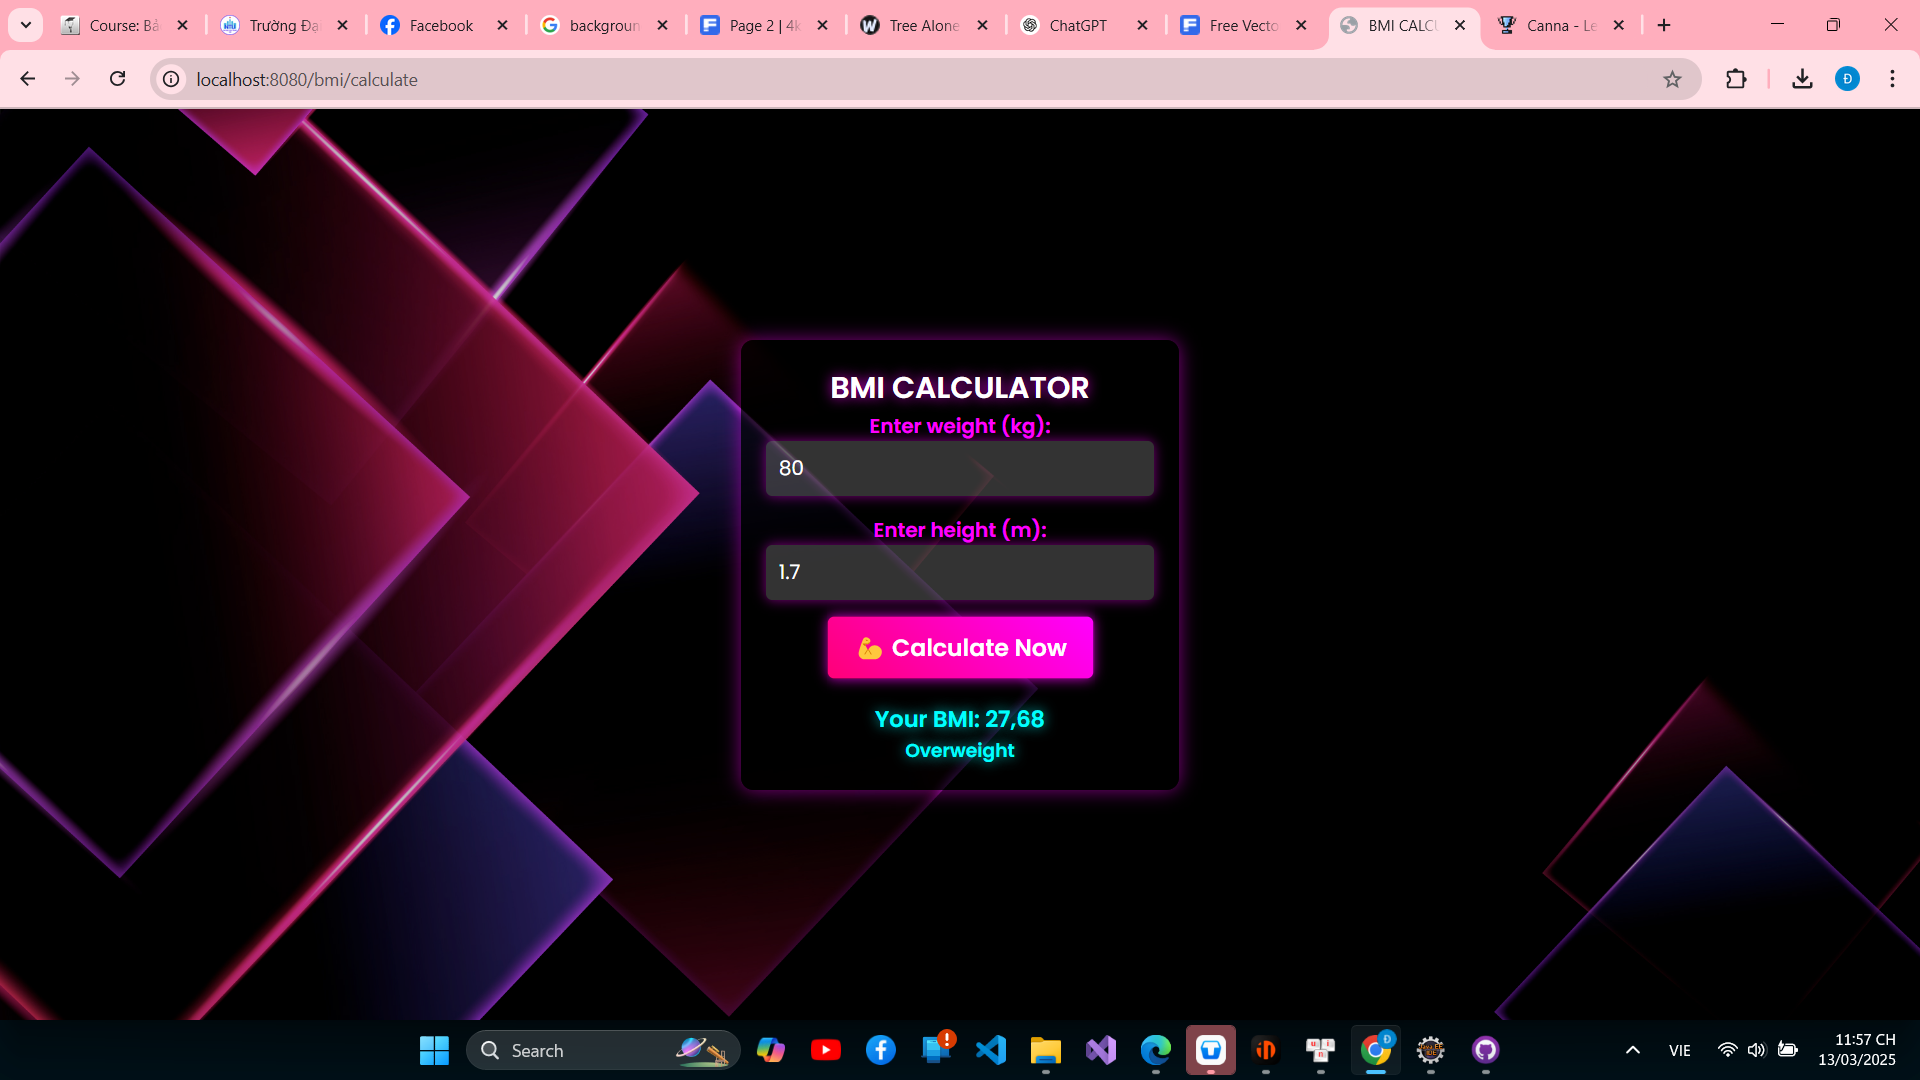 Course: Bả
Trường Đạ
Facebook
backgroun
Page 2 | 4k
Tree Alone
ChatGPT
Free Vecto
BMI CALCU
Canna - Le
localhost:8080/bmi/calculate
Đ
BMI CALCULATOR
Enter weight (kg):
80
Enter height (m):
1.7
💪 Calculate Now
Your BMI: 27,68
Overweight
Search
VIE
11:57 CH
13/03/2025